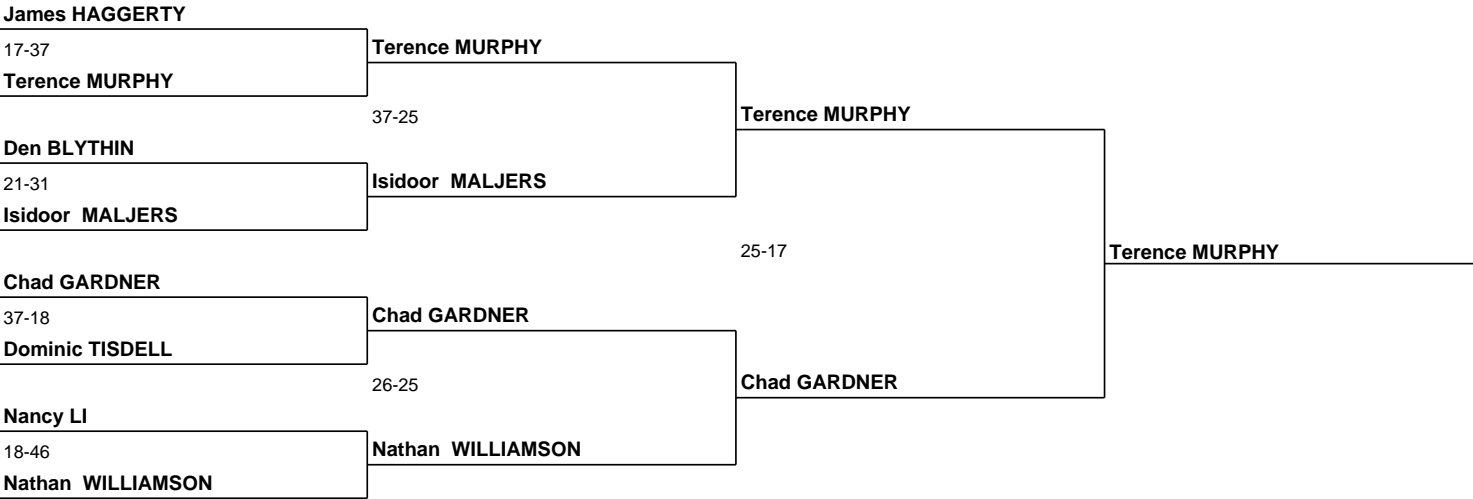 James HAGGERTY
17-37
Terence MURPHY
Terence MURPHY
37-25
Terence MURPHY
Den BLYTHIN
21-31
Isidoor  MALJERS
Isidoor  MALJERS
25-17
Terence MURPHY
Chad GARDNER
37-18
Chad GARDNER
Dominic TISDELL
26-25
Chad GARDNER
Nancy LI
18-46
Nathan  WILLIAMSON
Nathan  WILLIAMSON